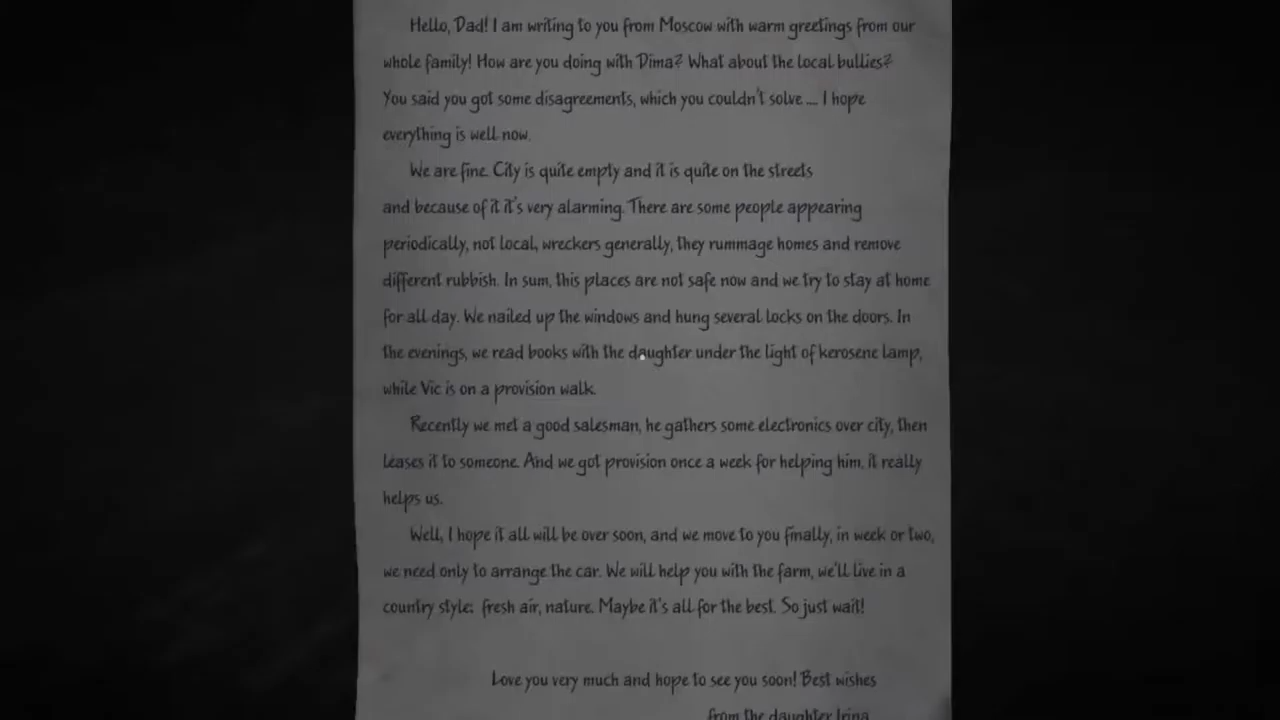 Hello, Dad! I am writing to you from Moscow with warm greetings from our
whole family! How are you doing with Dima? What about the local bullies?
You said you got some disagreements, which you couldn't solve .... I hope
everything is well now.
We are fine. City is quite empty and it is quite on the streets
and because of it it's very alarming. There are some people appearing
periodically, not local, wreckers generally, they rummage homes and remove
different rubbish. In sum, this places are not safe now and we try to stay at home
for all day. We nailed up the windows and hung several locks on the doors. In
the evenings, we read books with the daughter under the light of kerosene lamp,
while Vic is on a provision walk.
Recently we met a good salesman, he gathers some electronics over city, then
leases it to someone. And we got provision once a week for helping him, it really
helps us.
Well, I hope it all will be over soon, and we move to you finally, in week or two,
we need only to arrange the car. We will help you with the farm, we'll live in a
country style: fresh air, nature. Maybe it's all for the best. So just wait!
Love you very much and hope to see you soon! Best wishes
from the daughter Irina